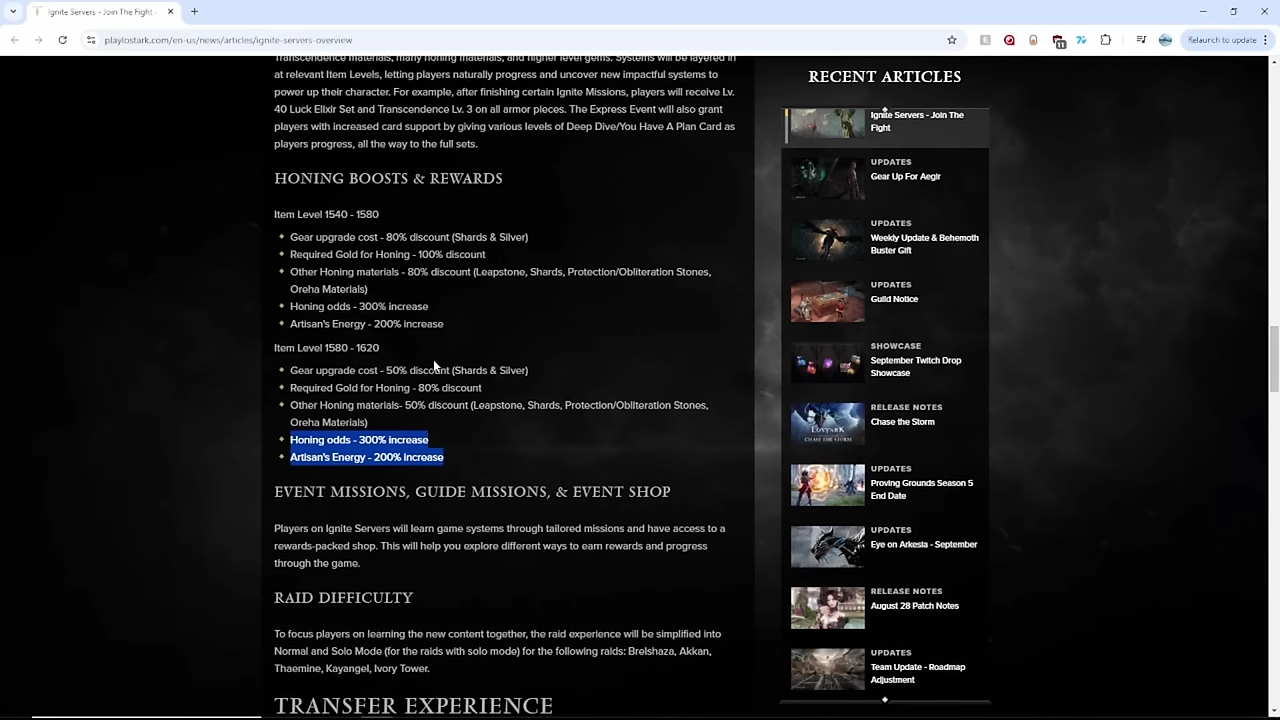 Ignite Servers - Join The Fight -
playlostark.com/en-us/news/articles/ignite-servers-overview
11
Relaunch to update
Transcendence materials, many honing materials, and higher level gems. Systems will be layered in
at relevant Item Levels, letting players naturally progress and uncover new impactful systems to
power up their character. For example, after finishing certain Ignite Missions, players will receive Lv.
40 Luck Elixir Set and Transcendence Lv. 3 on all armor pieces. The Express Event will also grant
players with increased card support by giving various levels of Deep Dive/You Have A Plan Card as
players progress, all the way to the full sets.
HONING BOOSTS & REWARDS
Item Level 1540 - 1580
Gear upgrade cost - 80% discount (Shards & Silver)
Required Gold for Honing - 100% discount
Other Honing materials - 80% discount (Leapstone, Shards, Protection/Obliteration Stones,
Oreha Materials)
Honing odds - 300% increase
Artisan's Energy - 200% increase
Item Level 1580 - 1620
Gear upgrade cost - 50% discount (Shards & Silver)
Required Gold for Honing - 80% discount
Other Honing materials- 50% discount (Leapstone, Shards, Protection/Obliteration Stones,
Oreha Materials)
Honing odds - 300% increase
Artisan's Energy - 200% increase
EVENT MISSIONS, GUIDE MISSIONS, & EVENT SHOP
Players on Ignite Servers will learn game systems through tailored missions and have access to a
rewards-packed shop. This will help you explore different ways to earn rewards and progress
through the game.
RAID DIFFICULTY
To focus players on learning the new content together, the raid experience will be simplified into
Normal and Solo Mode (for the raids with solo mode) for the following raids: Brelshaza, Akkan,
Thaemine, Kayangel, Ivory Tower.
TRANSFER EXPERIENCE
RECENT ARTICLES
Ignite Servers - Join The
Fight
UPDATES
Gear Up For Aegir
UPDATES
Weekly Update & Behemoth
Buster Gift
UPDATES
Guild Notice
SHOWCASE
September Twitch Drop
Showcase
RELEASE NOTES
Chase the Storm
LOST ARK
CHASE THE STORM
UPDATES
Proving Grounds Season 5
End Date
UPDATES
Eye on Arkesia - September
RELEASE NOTES
August 28 Patch Notes
UPDATES
Team Update - Roadmap
Adjustment